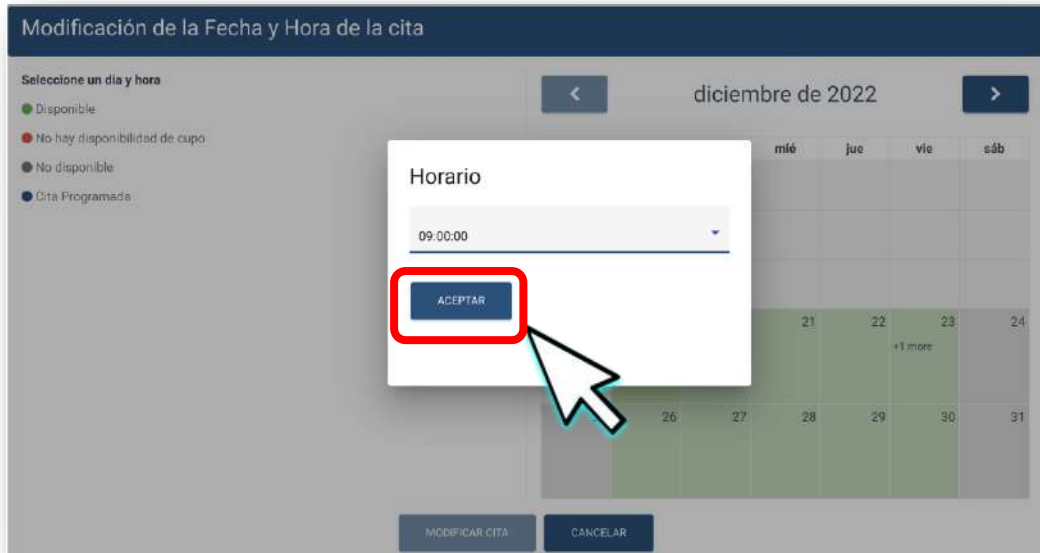 Modificación de la Fecha y Hora de la cita
Seleccione un dia y hora
Disponible
No hay disponibilidad de cupo
No disponible
Cita Programada
diciembre de 2022
mié jue vie sáb
Horario
09:00:00
ACEPTAR
21 22 23 24
+1 more
26 27 28 29 30 31
MODIFICAR CITA CANCELAR